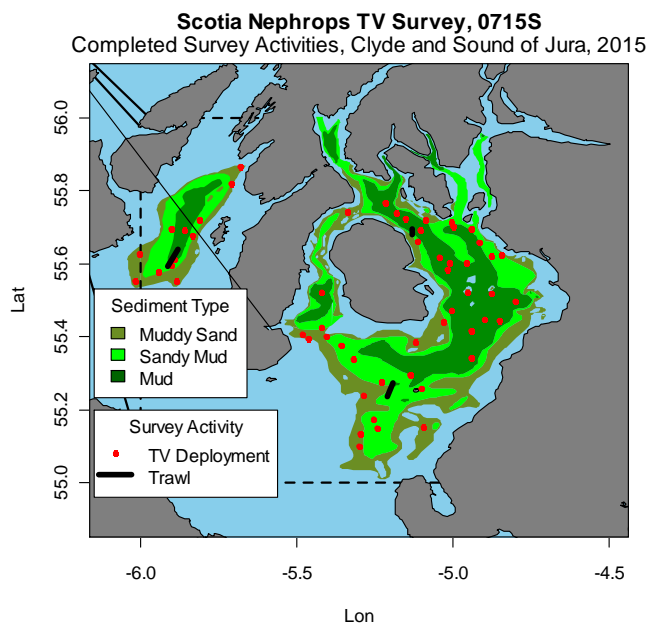 Scotia Nephrops TV Survey, 0715S
Completed Survey Activities, Clyde and Sound of Jura, 2015
56.0
55.8
55.6
55.4
55.2
55.0
Lat
Sediment Type
Muddy Sand
Sandy Mud
Mud
Survey Activity
TV Deployment
Trawl
-6.0
-5.5
-5.0
-4.5
Lon